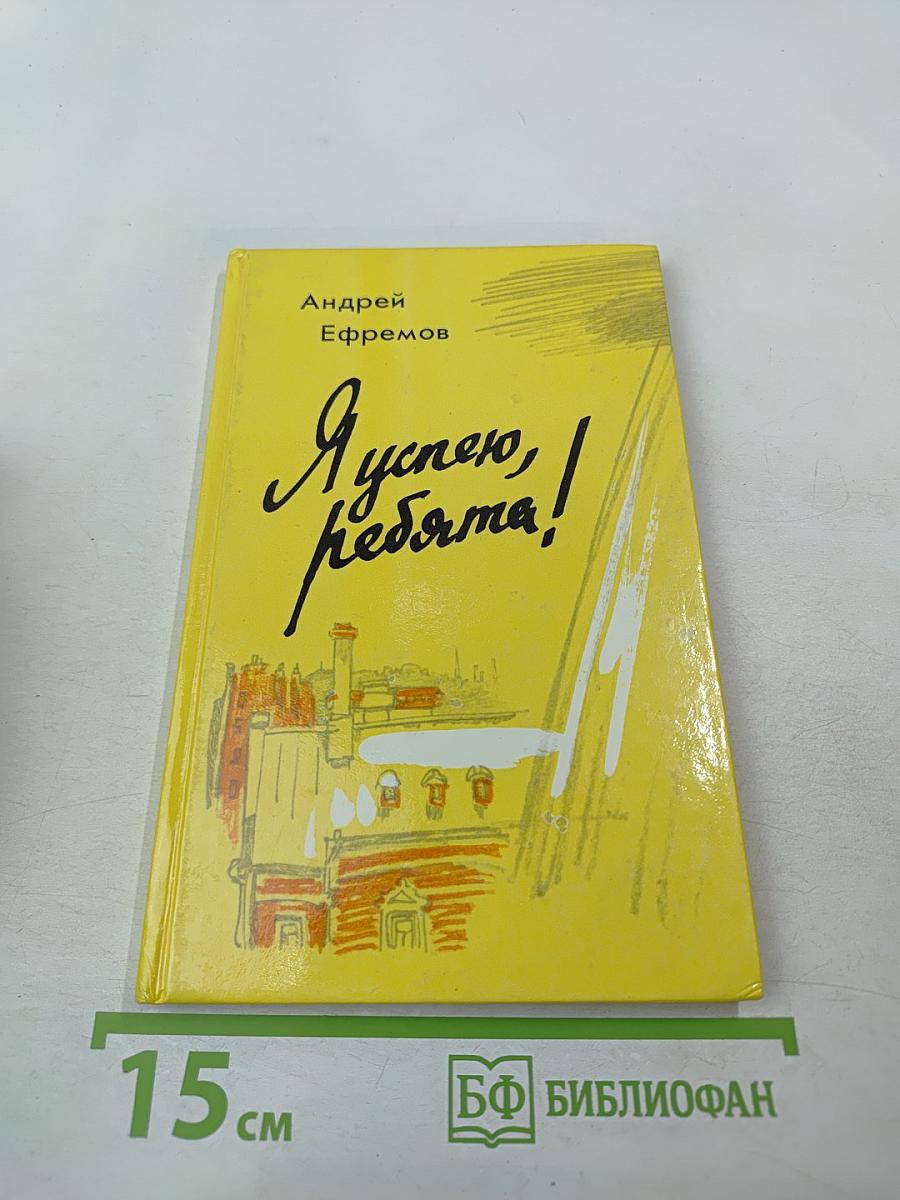 Андрей
Ефремов
Я успею,
ребята!
15 см
БФ БИБЛИОФАН